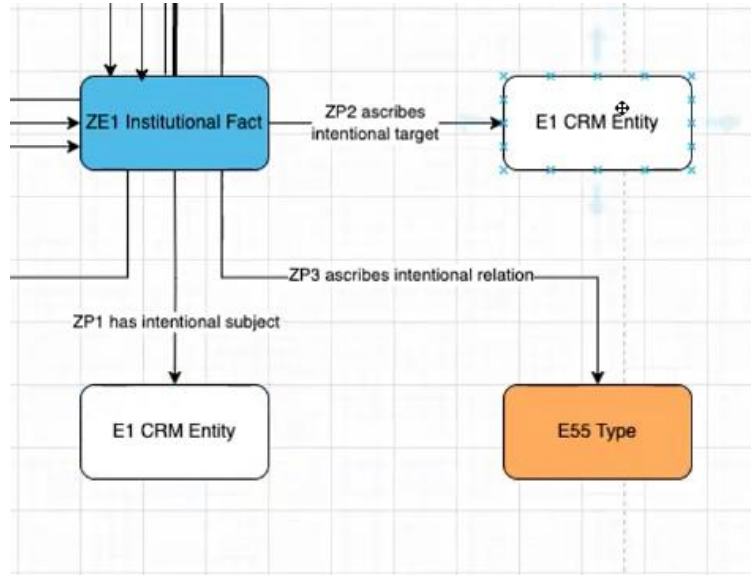 ZE1 Institutional Fact
ZP2 ascribes
intentional target
E1 CRM Entity
ZP3 ascribes intentional relation
ZP1 has intentional subject
E1 CRM Entity
E55 Type